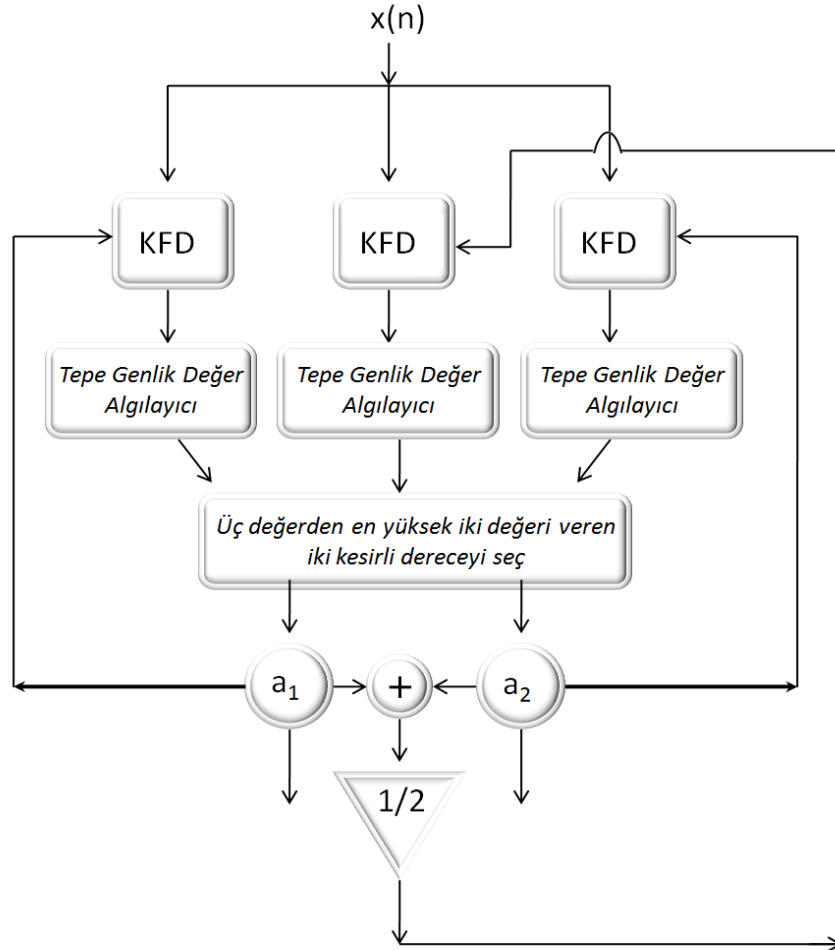 x(n)
KFD
KFD
KFD
Tepe Genlik Değer
Algılayıcı
Tepe Genlik Değer
Algılayıcı
Tepe Genlik Değer
Algılayıcı
Üç değerden en yüksek iki değeri veren
iki kesirli dereceyi seç
a₁
+
a₂
1/2